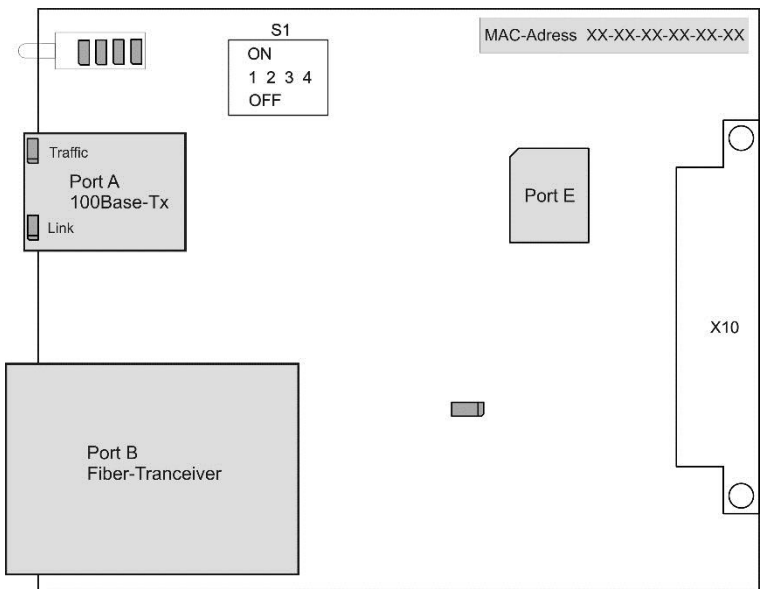 S1
ON
1 2 3 4
OFF
MAC-Adress XX-XX-XX-XX-XX-XX
Traffic
Port A
100Base-Tx
Link
Port E
X10
Port B
Fiber-Tranceiver